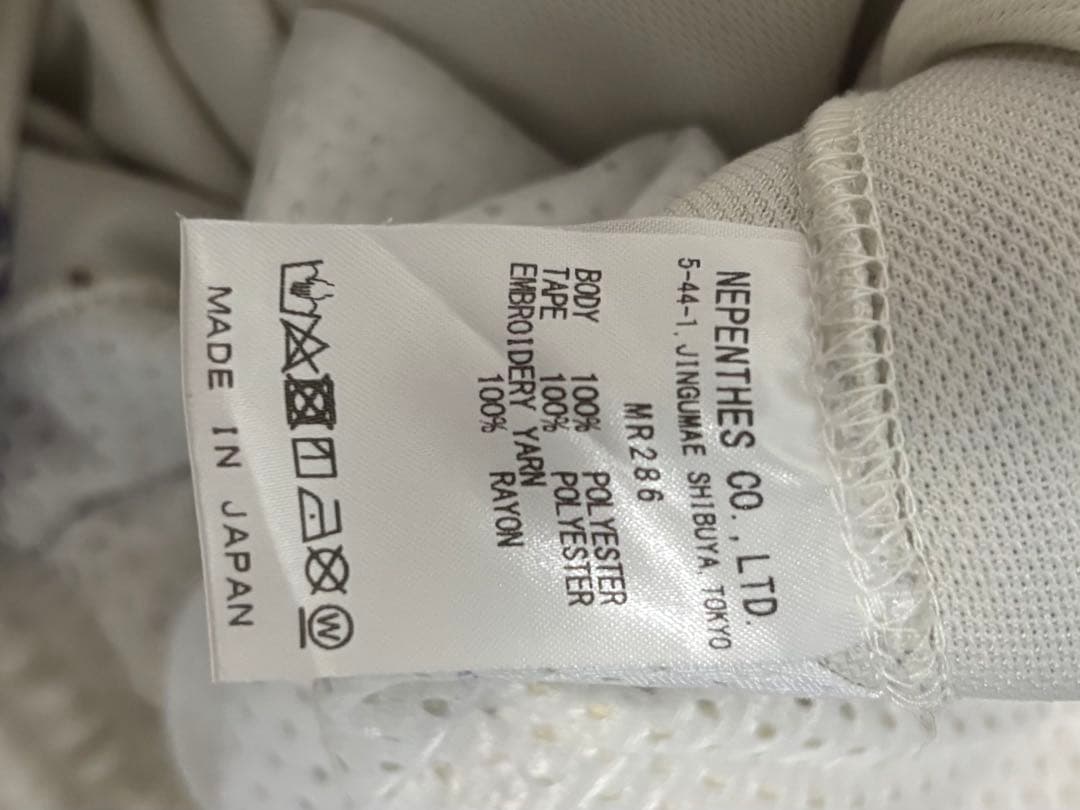 NEPENTHES CO., LTD.
5-44-1, JINGUMAE SHIBUYA TOKYO
MR286
BODY 100% POLYESTER
TAPE 100% POLYESTER
EMBROIDERY YARN
100% RAYON
W
MADE IN JAPAN